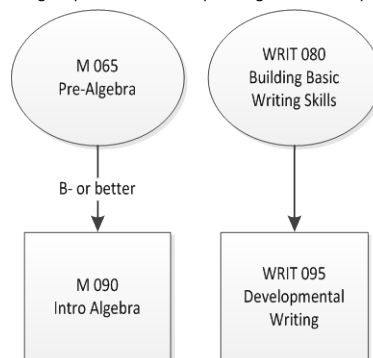 M 065
Pre-Algebra
WRIT 080
Building Basic
Writing Skills
B- or better
M 090
Intro Algebra
WRIT 095
Developmental
Writing